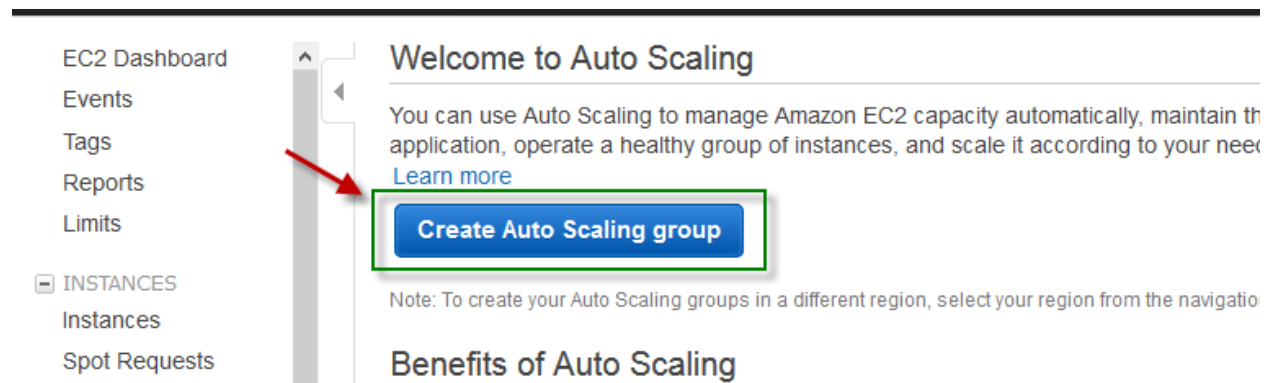 EC2 Dashboard
Events
Tags
Reports
Limits
INSTANCES
Instances
Spot Requests
Welcome to Auto Scaling
You can use Auto Scaling to manage Amazon EC2 capacity automatically, maintain
application, operate a healthy group of instances, and scale it according to your
Learn more
Create Auto Scaling group
Note: To create your Auto Scaling groups in a different region, select your region from the
Benefits of Auto Scaling